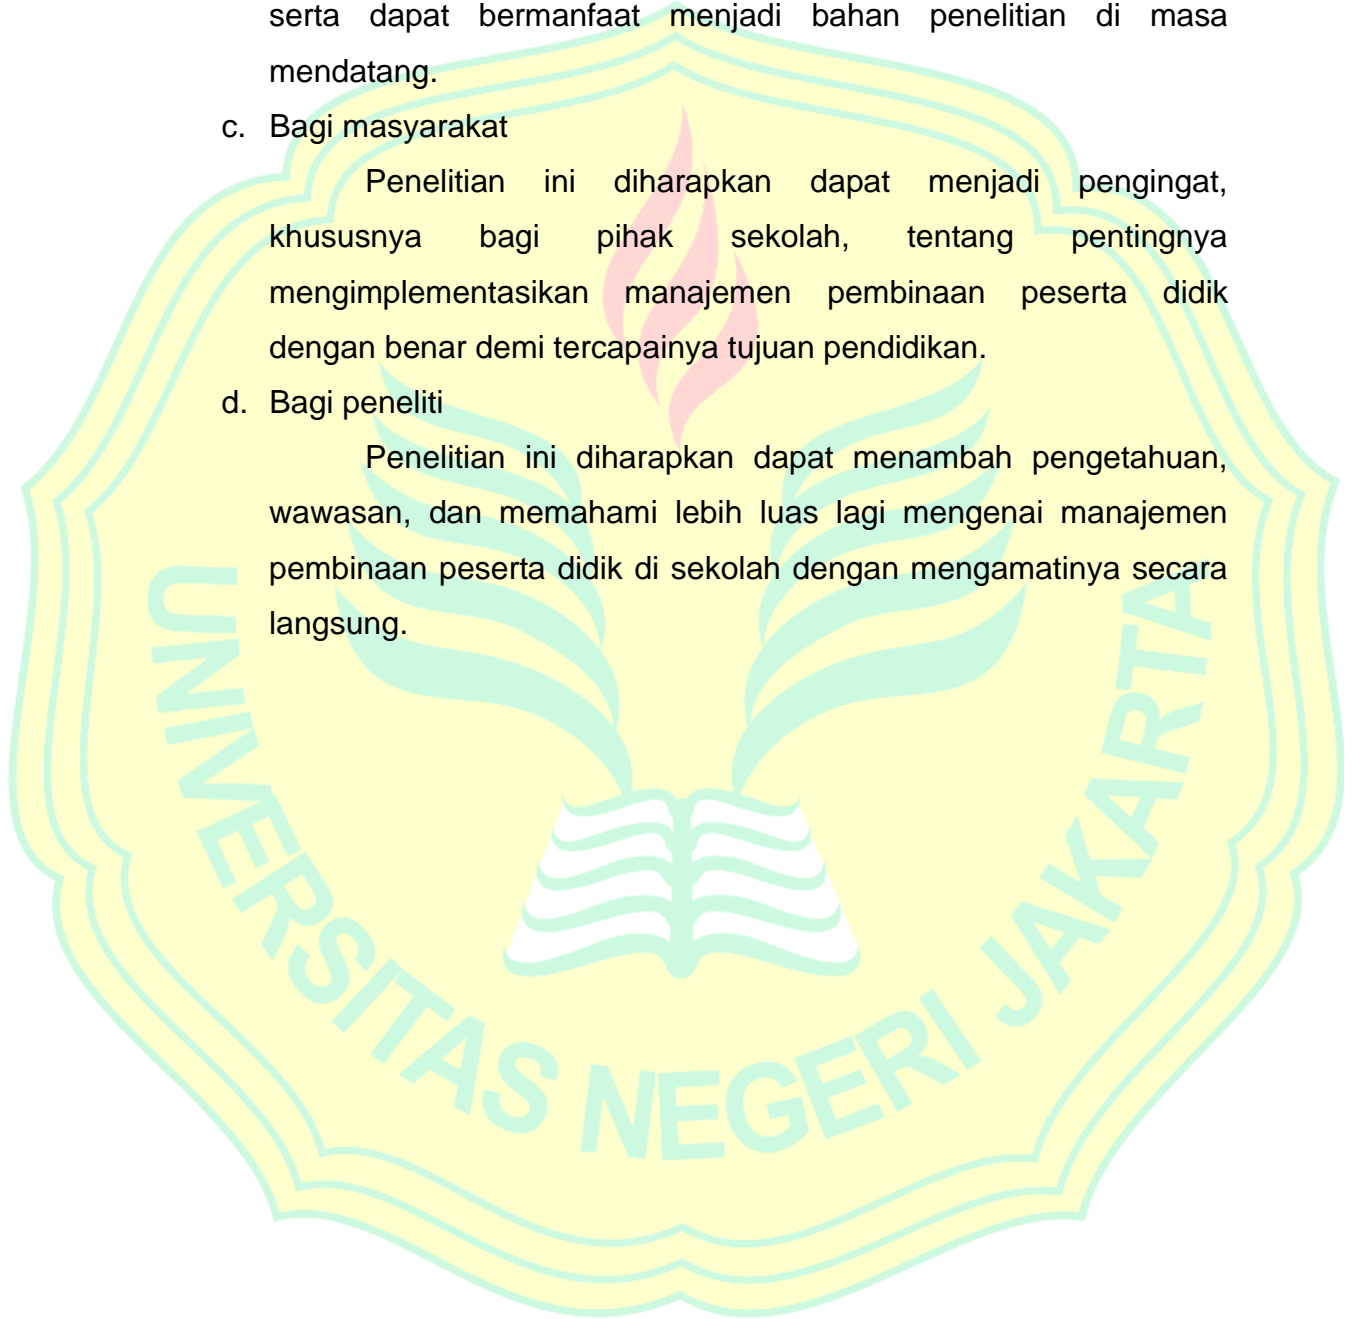 serta dapat bermanfaat menjadi bahan penelitian di masa
mendatang.
c. Bagi masyarakat
Penelitian ini diharapkan dapat menjadi pengingat,
khususnya bagi pihak sekolah, tentang pentingnya
mengimplementasikan manajemen pembinaan peserta didik
dengan benar demi tercapainya tujuan pendidikan.
d. Bagi peneliti
Penelitian ini diharapkan dapat menambah pengetahuan,
wawasan, dan memahami lebih luas lagi mengenai manajemen
pembinaan peserta didik di sekolah dengan mengamatinya secara
langsung.
UNIVERSITAS NEGERI JAKARTA